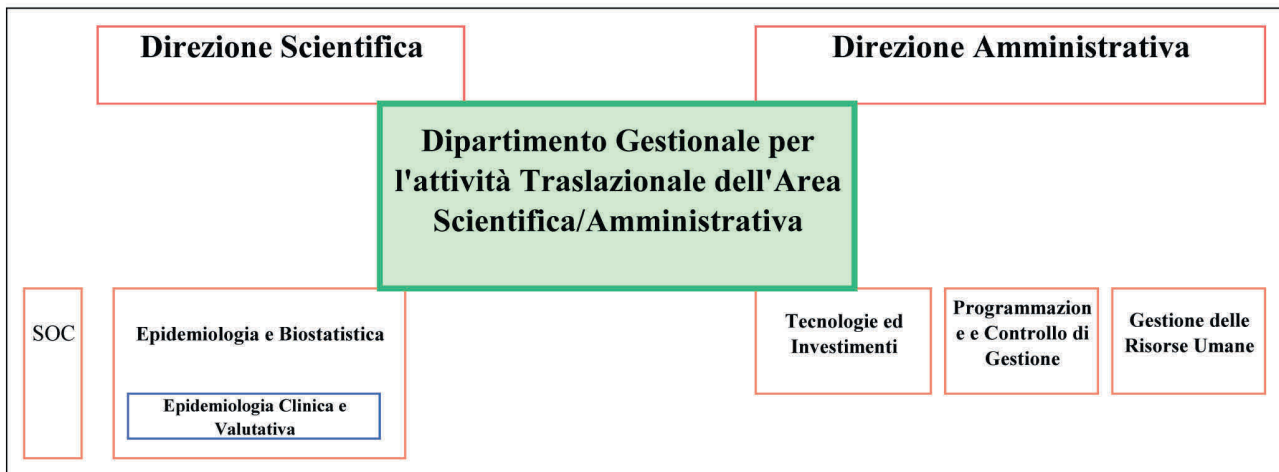 Direzione Scientifica
Direzione Amministrativa
Dipartimento Gestionale per
l'attività Traslazionale dell'Area
Scientifica/Amministrativa
SOC
Epidemiologia e Biostatistica
Epidemiologia Clinica e
Valutativa
Tecnologie ed
Investimenti
Programmazion
e e Controllo di
Gestione
Gestione delle
Risorse Umane